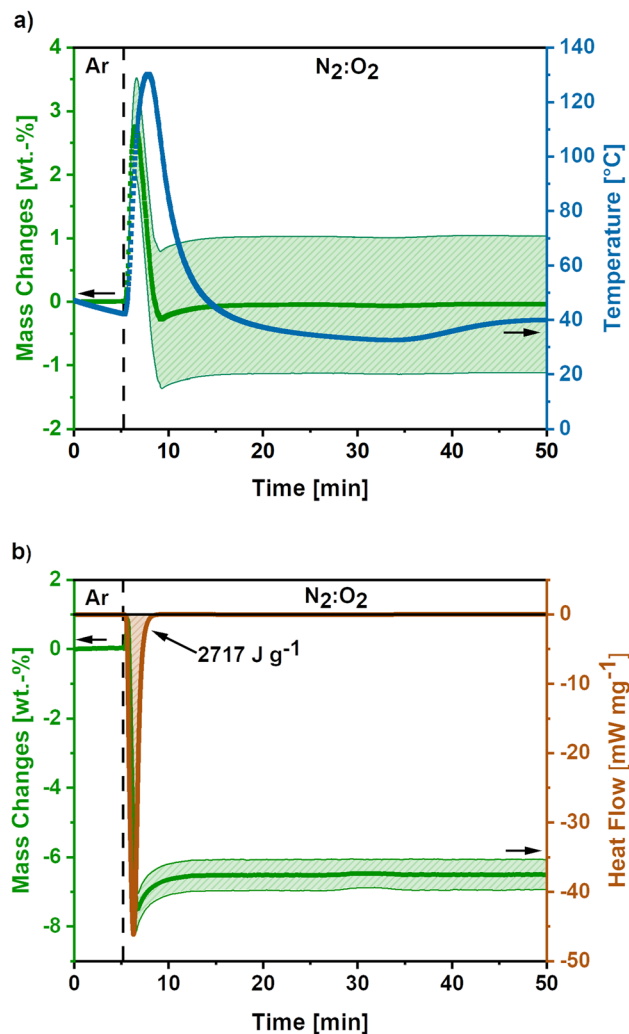 a)
Ar
N2:O2
4
3
2
1
0
-1
-2
Mass Changes [wt.-%]
140
120
100
80
60
40
20
0
Temperature [°C]
0 10 20 30 40 50
Time [min]
b)
Ar
N2:O2
2717 J g-1
2
0
-2
-4
-6
-8
Mass Changes [wt.-%]
0
-10
-20
-30
-40
-50
Heat Flow [mW mg-1]
0 10 20 30 40 50
Time [min]